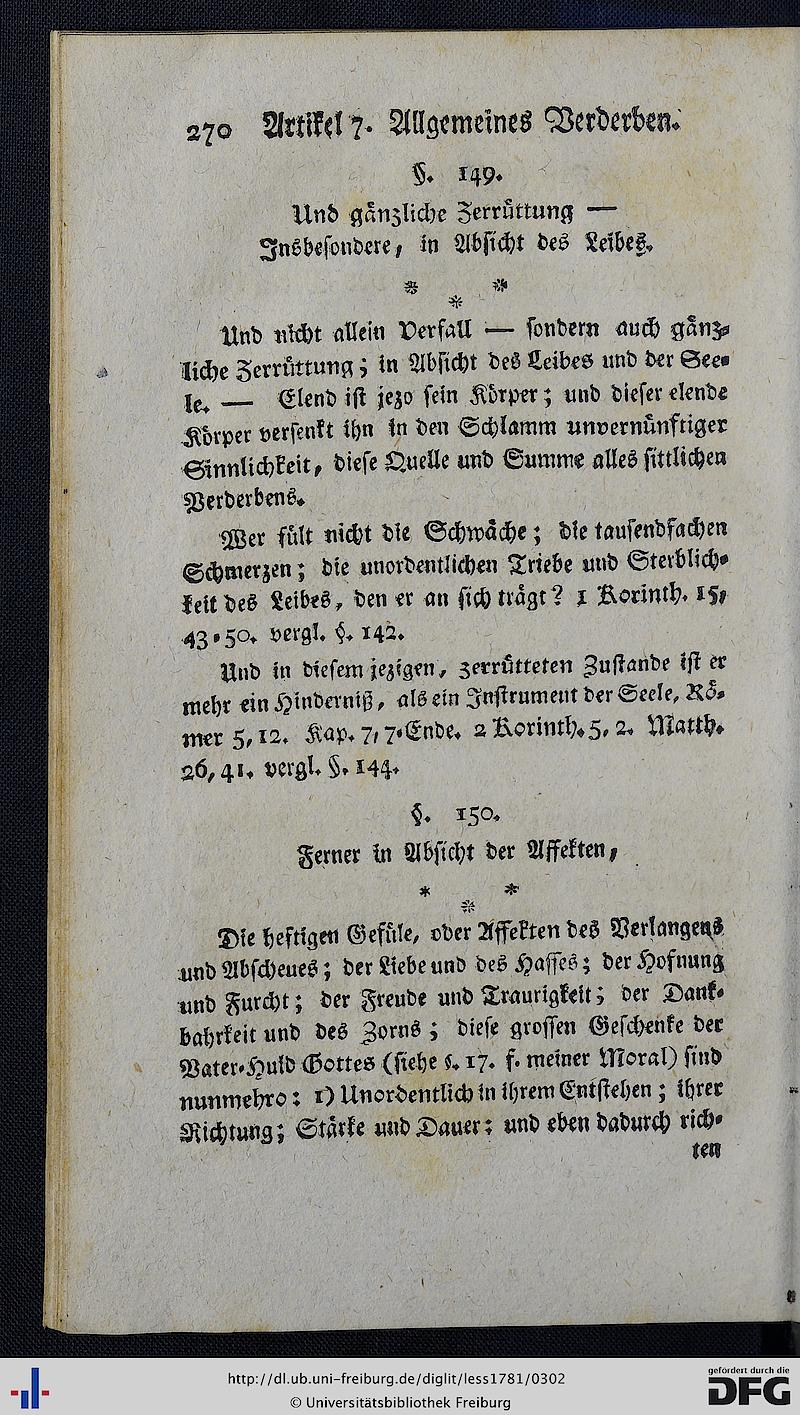 270 Artikel 7. Allgemeines Verderben.
§. 149.
Und gänzliche Zerrüttung —
Insbesondere, in Absicht des Leibes.
* * *
Und nicht allein Verfall — sondern auch gänz-
liche Zerrüttung; in Absicht des Leibes und der See-
le. — Elend ist jezo sein Körper; und dieser elende
Körper versenkt ihn in den Schlamm unvernünftiger
Sinnlichkeit, diese Quelle und Summe alles sittlichen
Verderbens.
Wer fült nicht die Schwäche; die tausendfachen
Schmerzen; die unordentlichen Triebe und Sterblich-
keit des Leibes, den er an sich trägt? 1 Korinth. 15,
43-50. vergl. §. 142.
Und in diesem jezigen, zerrütteten Zustande ist er
mehr ein Hinderniß, als ein Instrument der Seele, Rö-
mer 5,12. Kap. 7,7-Ende. 2 Korinth. 5, 2. Matth.
26, 41. vergl. §. 144.
§. 150.
Ferner in Absicht der Affekten,
* * *
Die heftigen Gefüle, oder Affekten des Verlangens
und Abscheues; der Liebe und des Hasses; der Hofnung
und Furcht; der Freude und Traurigkeit; der Dank-
bahrkeit und des Zorns; diese grossen Geschenke der
Vater-Huld Gottes (siehe s. 17. f. meiner Moral) sind
nunmehro: 1) Unordentlich in ihrem Entstehen; ihrer
Richtung; Stärke und Dauer: und eben dadurch rich-
ten
http://dl.ub.uni-freiburg.de/diglit/less1781/0302
© Universitätsbibliothek Freiburg
gefördert durch die
DFG